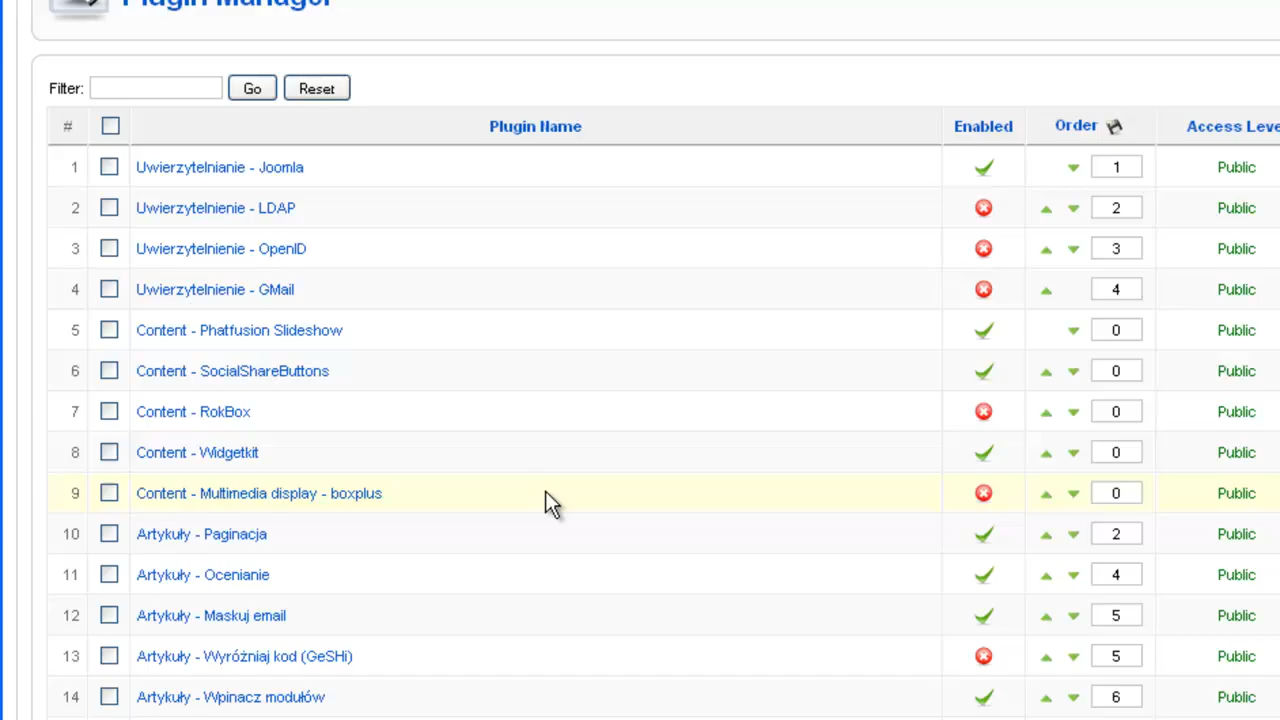 Plugin Manager
Filter: Go Reset
# Plugin Name Enabled Order Access Leve
1 Uwierzytelnianie - Joomla 1 Public
2 Uwierzytelnienie - LDAP 2 Public
3 Uwierzytelnienie - OpenID 3 Public
4 Uwierzytelnienie - GMail 4 Public
5 Content - Phatfusion Slideshow 0 Public
6 Content - SocialShareButtons 0 Public
7 Content - RokBox 0 Public
8 Content - Widgetkit 0 Public
9 Content - Multimedia display - boxplus 0 Public
10 Artykuły - Paginacja 2 Public
11 Artykuły - Ocenianie 4 Public
12 Artykuły - Maskuj email 5 Public
13 Artykuły - Wyróżniaj kod (GeSHi) 5 Public
14 Artykuły - Wpinacz modułów 6 Public